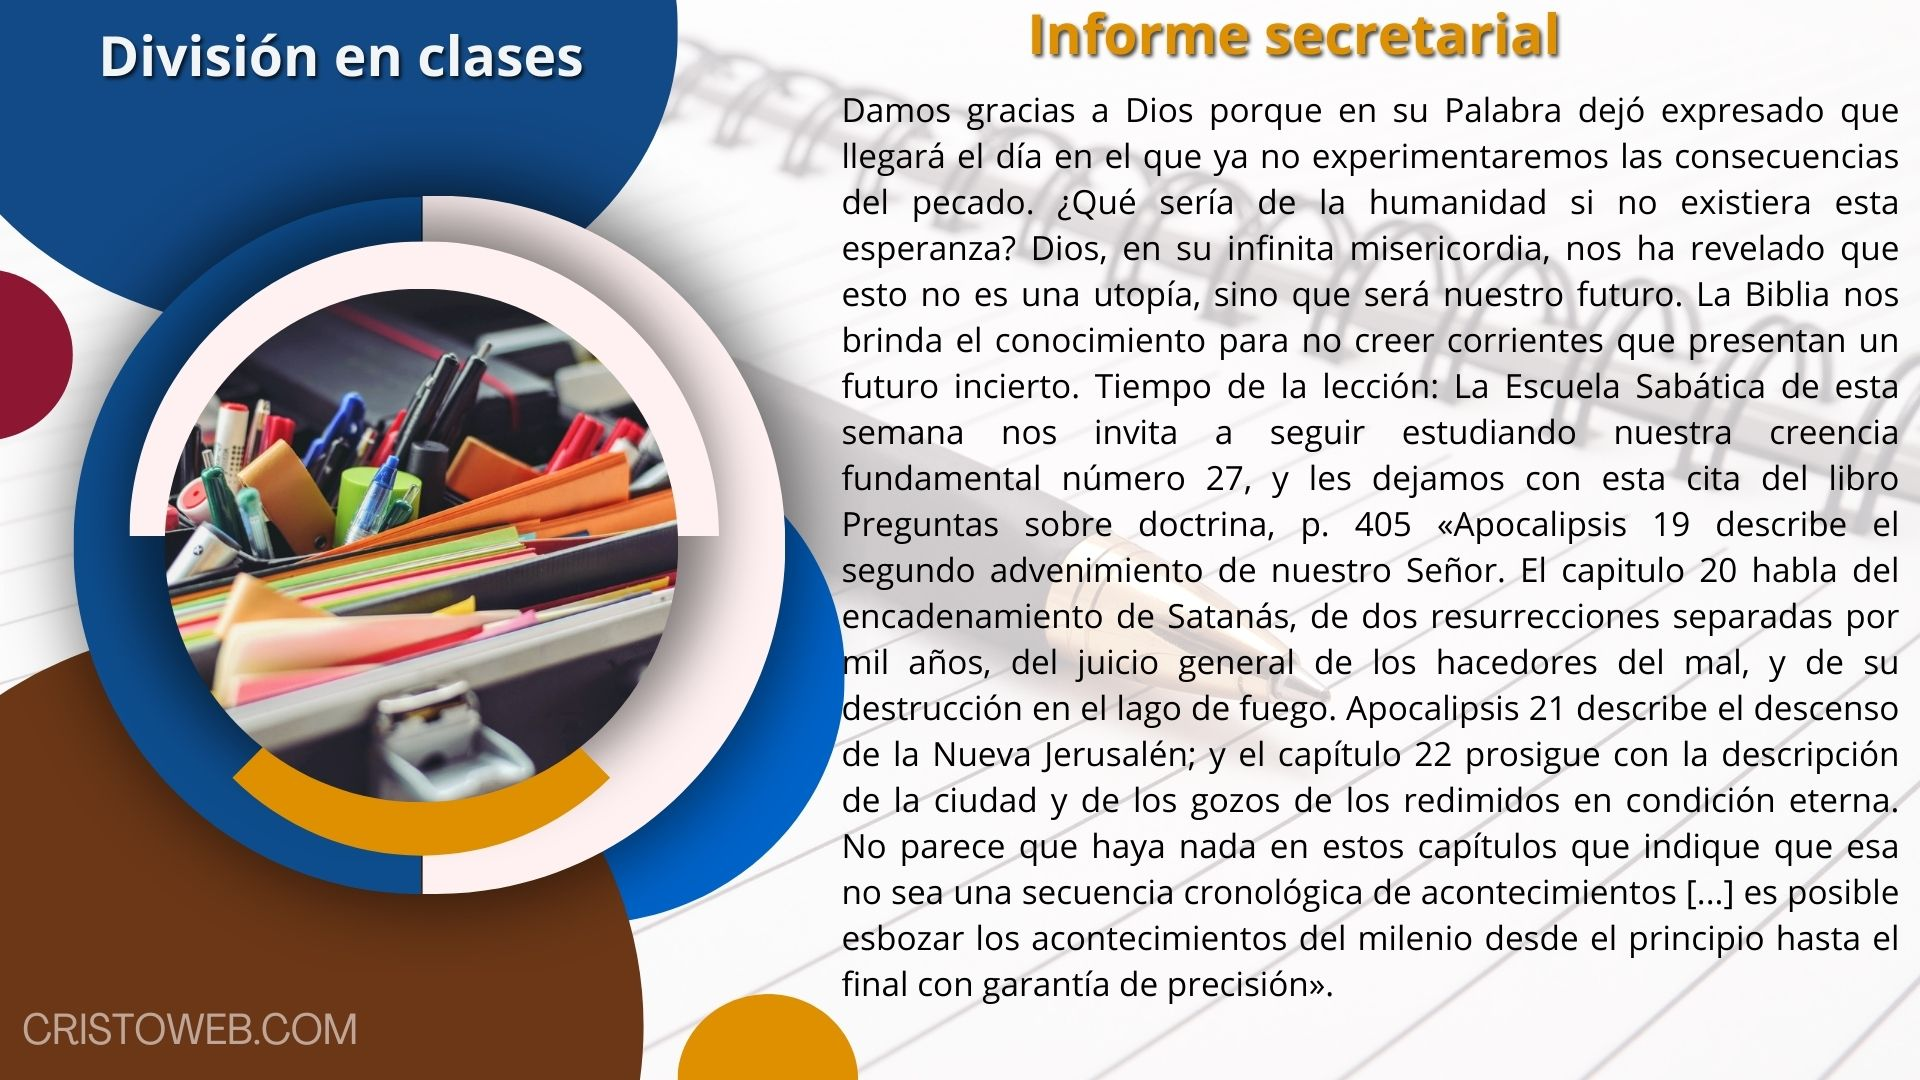 División en clases
Informe secretarial
Damos gracias a Dios porque en su Palabra dejó expresado que
llegará el día en el que ya no experimentaremos las consecuencias
del pecado. ¿Qué sería de la humanidad si no existiera esta
esperanza? Dios, en su infinita misericordia, nos ha revelado que
esto no es una utopía, sino que será nuestro futuro. La Biblia nos
brinda el conocimiento para no creer corrientes que presentan un
futuro incierto. Tiempo de la lección: La Escuela Sabática de esta
semana nos invita a seguir estudiando nuestra creencia
fundamental número 27, y les dejamos con esta cita del libro
Preguntas sobre doctrina, p. 405 «Apocalipsis 19 describe el
segundo advenimiento de nuestro Señor. El capitulo 20 habla del
encadenamiento de Satanás, de dos resurrecciones separadas por
mil años, del juicio general de los hacedores del mal, y de su
destrucción en el lago de fuego. Apocalipsis 21 describe el descenso
de la Nueva Jerusalén; y el capítulo 22 prosigue con la descripción
de la ciudad y de los gozos de los redimidos en condición eterna.
No parece que haya nada en estos capítulos que indique que esa
no sea una secuencia cronológica de acontecimientos [...] es posible
esbozar los acontecimientos del milenio desde el principio hasta el
final con garantía de precisión».
CRISTOWEB.COM